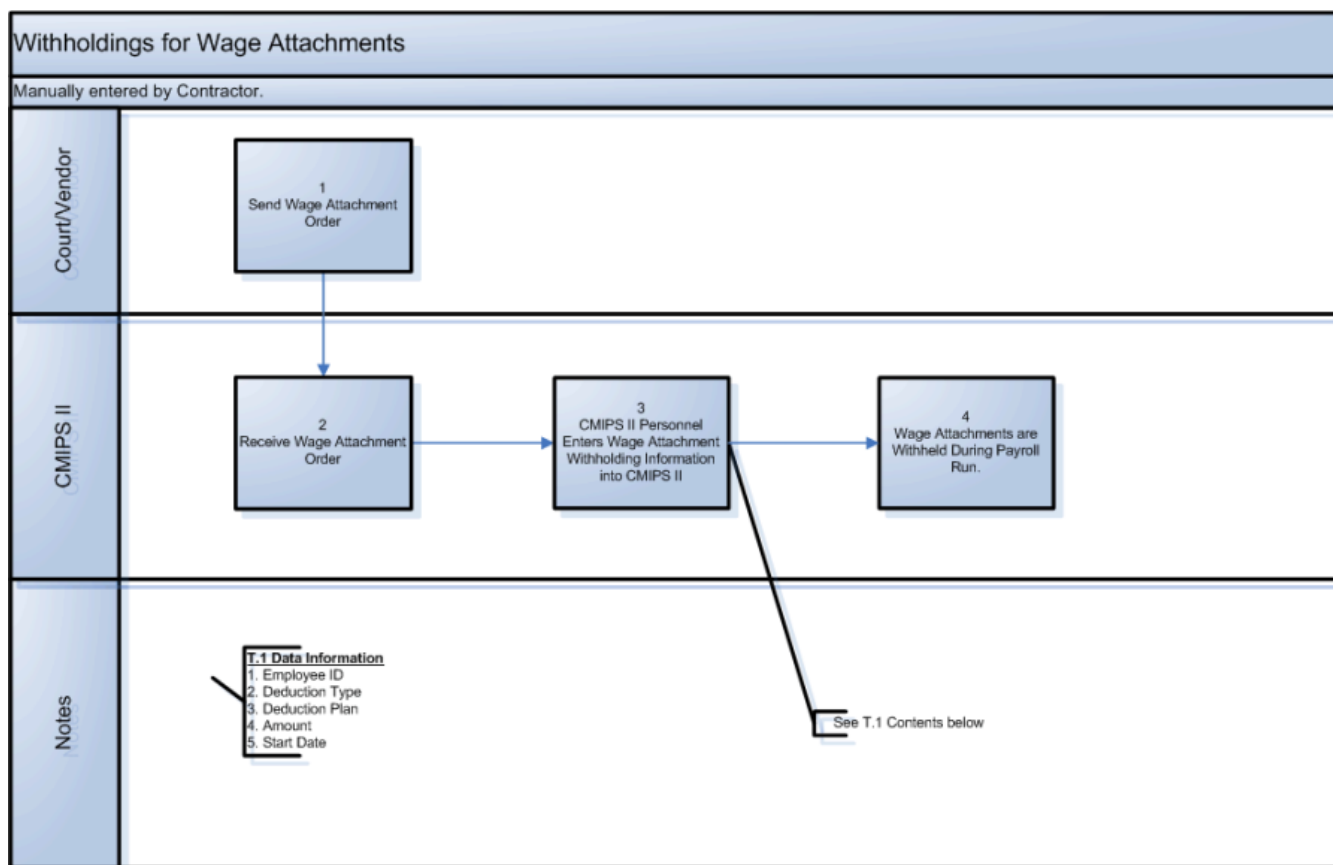 Withholdings for Wage Attachments
Manually entered by Contractor.
Court/Vendor
1
Send Wage Attachment
Order
CMIPS II
2
Receive Wage Attachment
Order
3
CMIPS II Personnel
Enters Wage Attachment
Withholding Information
into CMIPS II
4
Wage Attachments are
Withheld During Payroll
Run.
Notes
T.1 Data Information
1. Employee ID
2. Deduction Type
3. Deduction Plan
4. Amount
5. Start Date
See T.1 Contents below